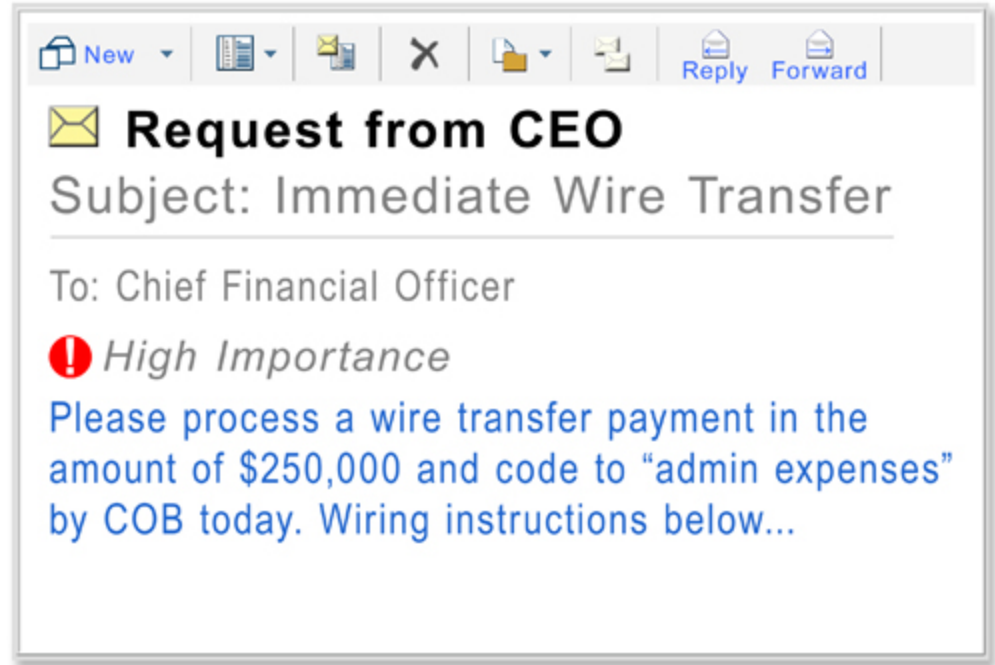 New
Reply Forward
Request from CEO
Subject: Immediate Wire Transfer
To: Chief Financial Officer
! High Importance
Please process a wire transfer payment in the
amount of $250,000 and code to “admin expenses”
by COB today. Wiring instructions below...